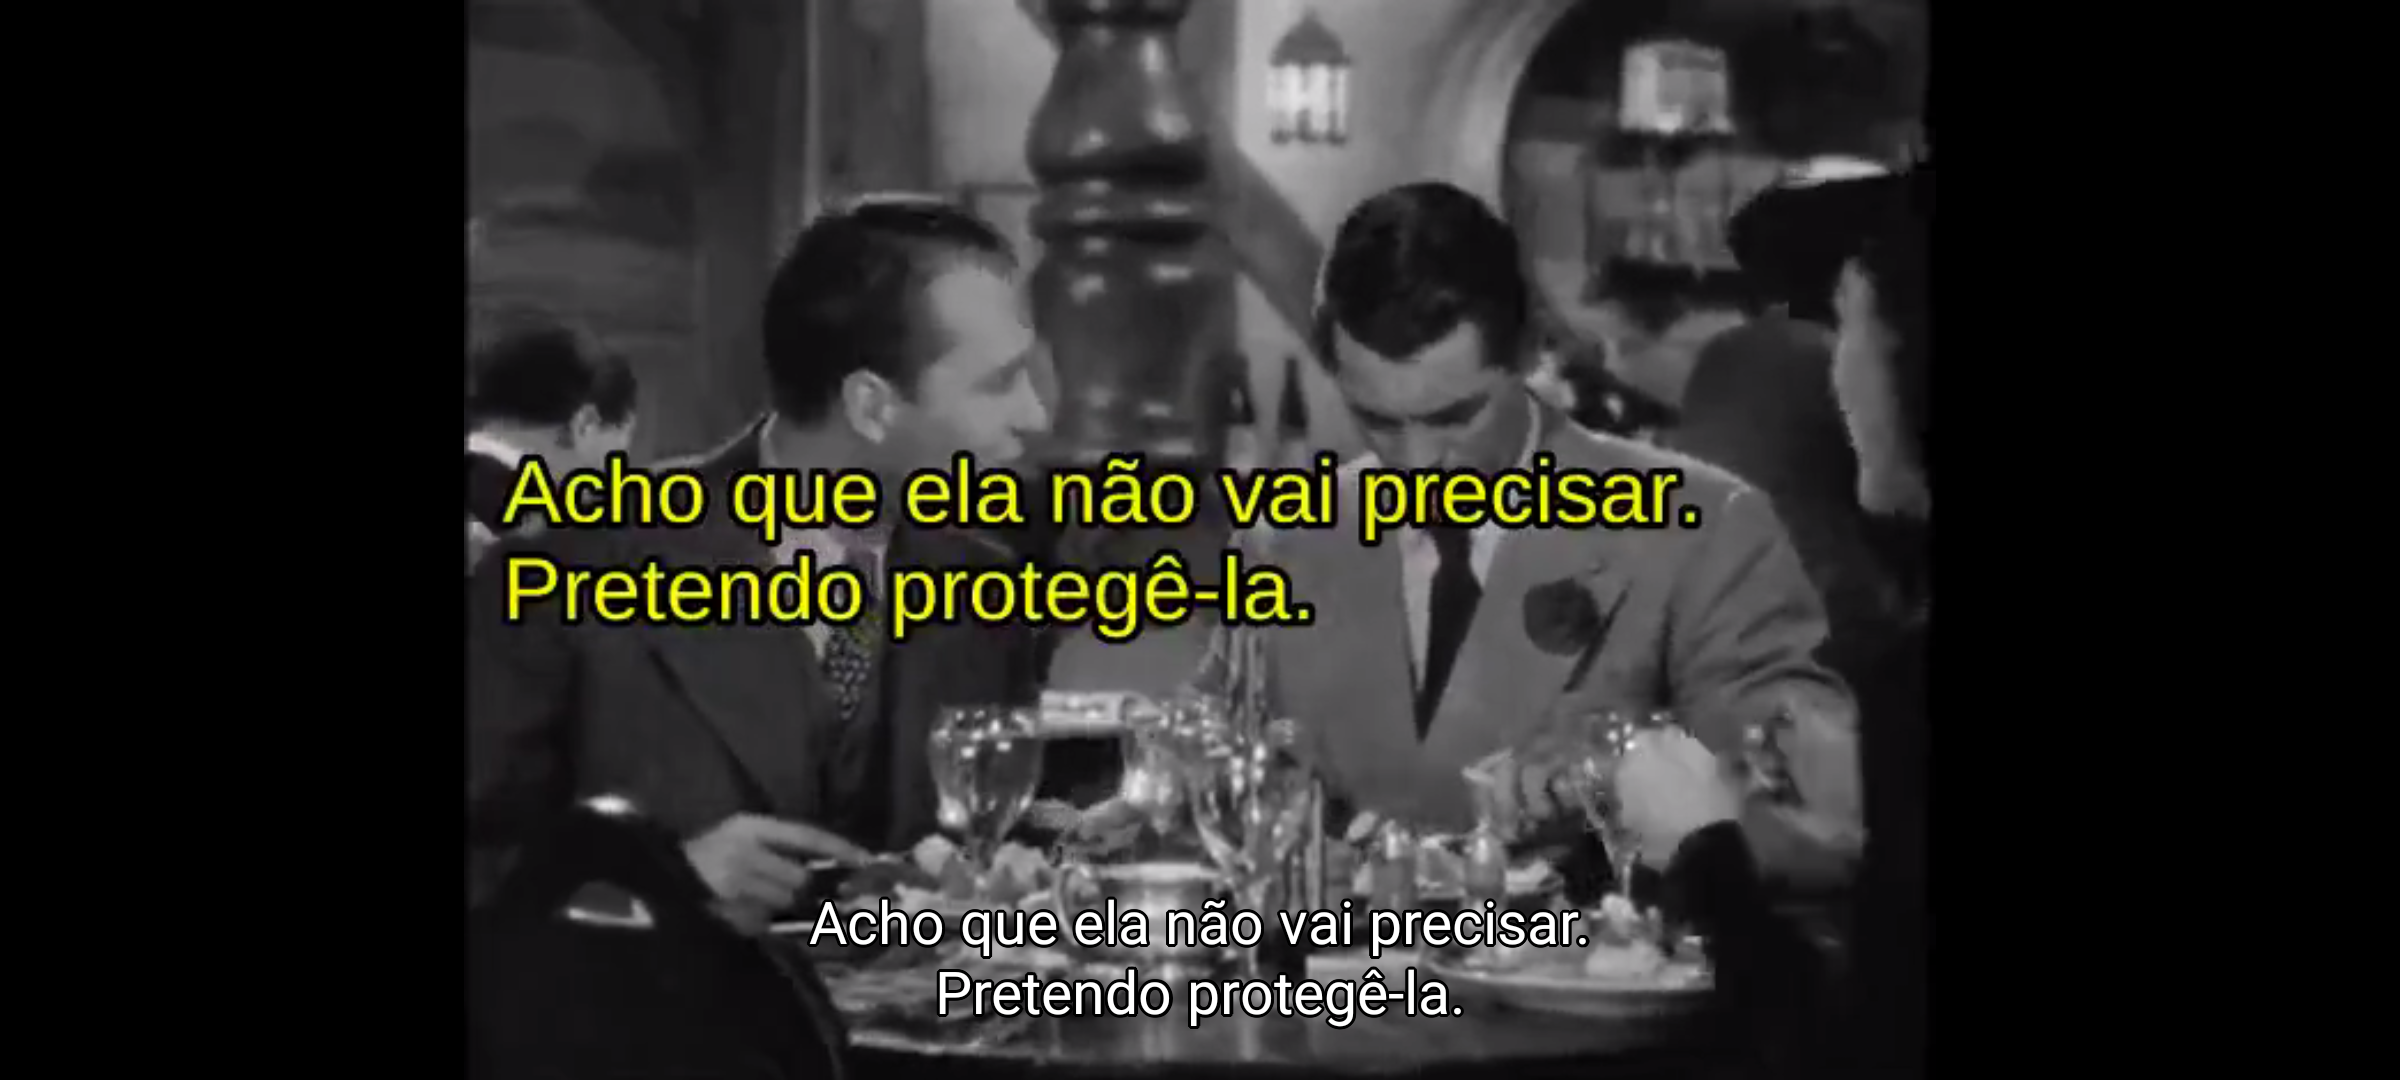 Acho que ela não vai precisar.
Pretendo protegê-la.
Acho que ela não vai precisar.
Pretendo protegê-la.